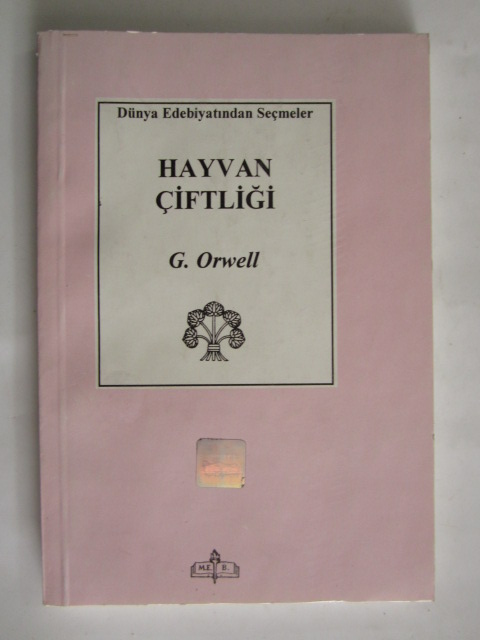 Dünya Edebiyatından Seçmeler
HAYVAN
ÇİFTLİĞİ
G. Orwell
M.E. B.